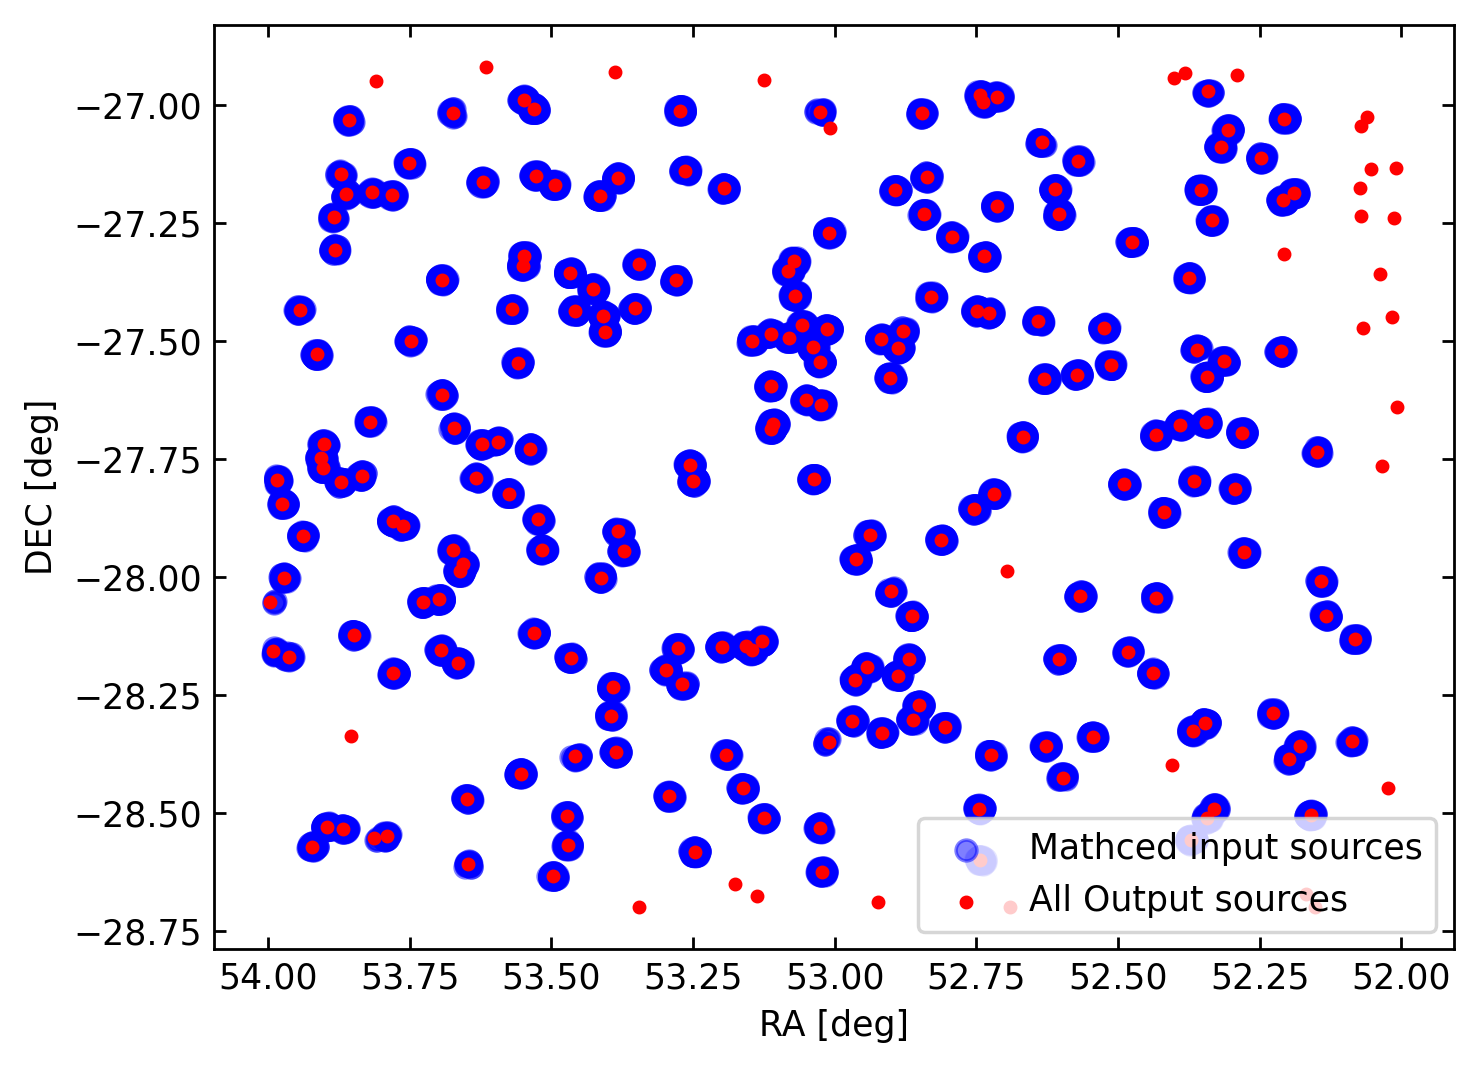 −27.00
−27.25
−27.50
−27.75
−28.00
−28.25
−28.50
−28.75
DEC [deg]
Mathced input sources
All Output sources
54.00 53.75 53.50 53.25 53.00 52.75 52.50 52.25 52.00
RA [deg]